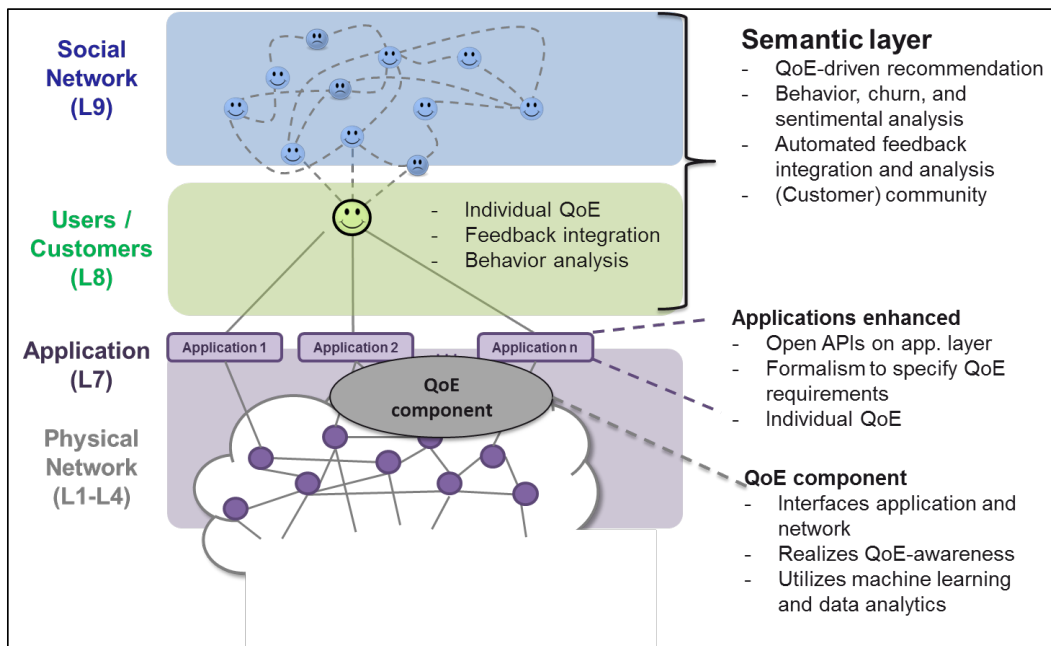 Social
Network
(L9)
Users /
Customers
(L8)
- Individual QoE
- Feedback integration
- Behavior analysis
Semantic layer
- QoE-driven recommendation
- Behavior, churn, and
sentimental analysis
- Automated feedback
integration and analysis
- (Customer) community
Application
(L7)
Application 1
Application 2
...
Application n
QoE
component
Physical
Network
(L1-L4)
Applications enhanced
- Open APIs on app. layer
- Formalism to specify QoE
requirements
- Individual QoE
QoE component
- Interfaces application and
network
- Realizes QoE-awareness
- Utilizes machine learning
and data analytics